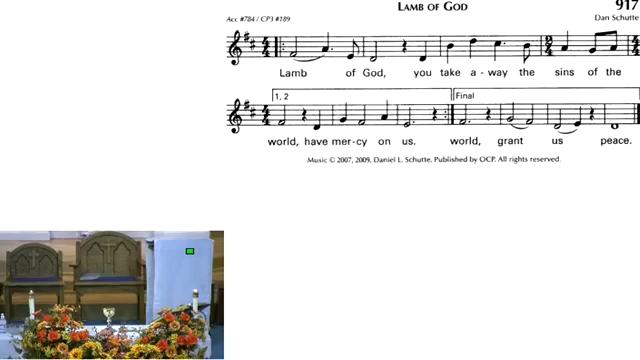 LAMB OF GOD
917
Acc #784 / CP3 #189
Dan Schutte
Lamb of God, you take a - way the sins of the
1, 2
Final
world, have mer-cy on us. world, grant us peace.
Music © 2007, 2009, Daniel L. Schutte. Published by OCP. All rights reserved.